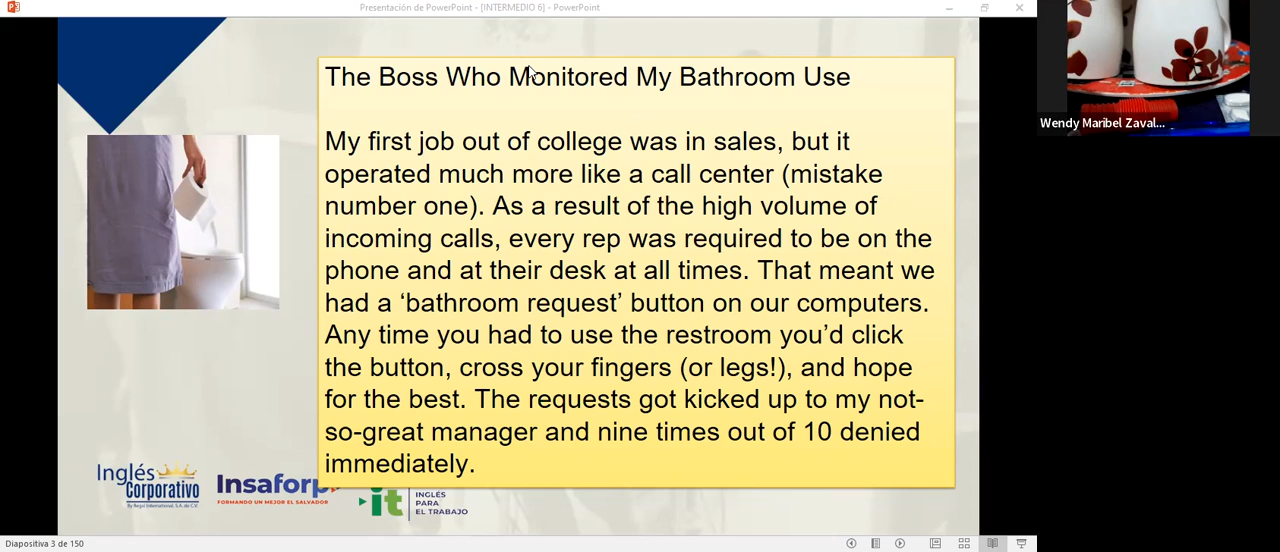 Presentación de PowerPoint - [INTERMEDIO 6] - PowerPoint
The Boss Who Monitored My Bathroom Use
My first job out of college was in sales, but it
operated much more like a call center (mistake
number one). As a result of the high volume of
incoming calls, every rep was required to be on the
phone and at their desk at all times. That meant we
had a ‘bathroom request’ button on our computers.
Any time you had to use the restroom you’d click
the button, cross your fingers (or legs!), and hope
for the best. The requests got kicked up to my not-
so-great manager and nine times out of 10 denied
immediately.
Wendy Maribel Zaval...
Inglés
Corporativo
By Regal International, S.A. de C.V.
Insaforp
FORMANDO UN MEJOR EL SALVADOR
it
INGLÉS
PARA
EL TRABAJO
Diapositiva 3 de 150